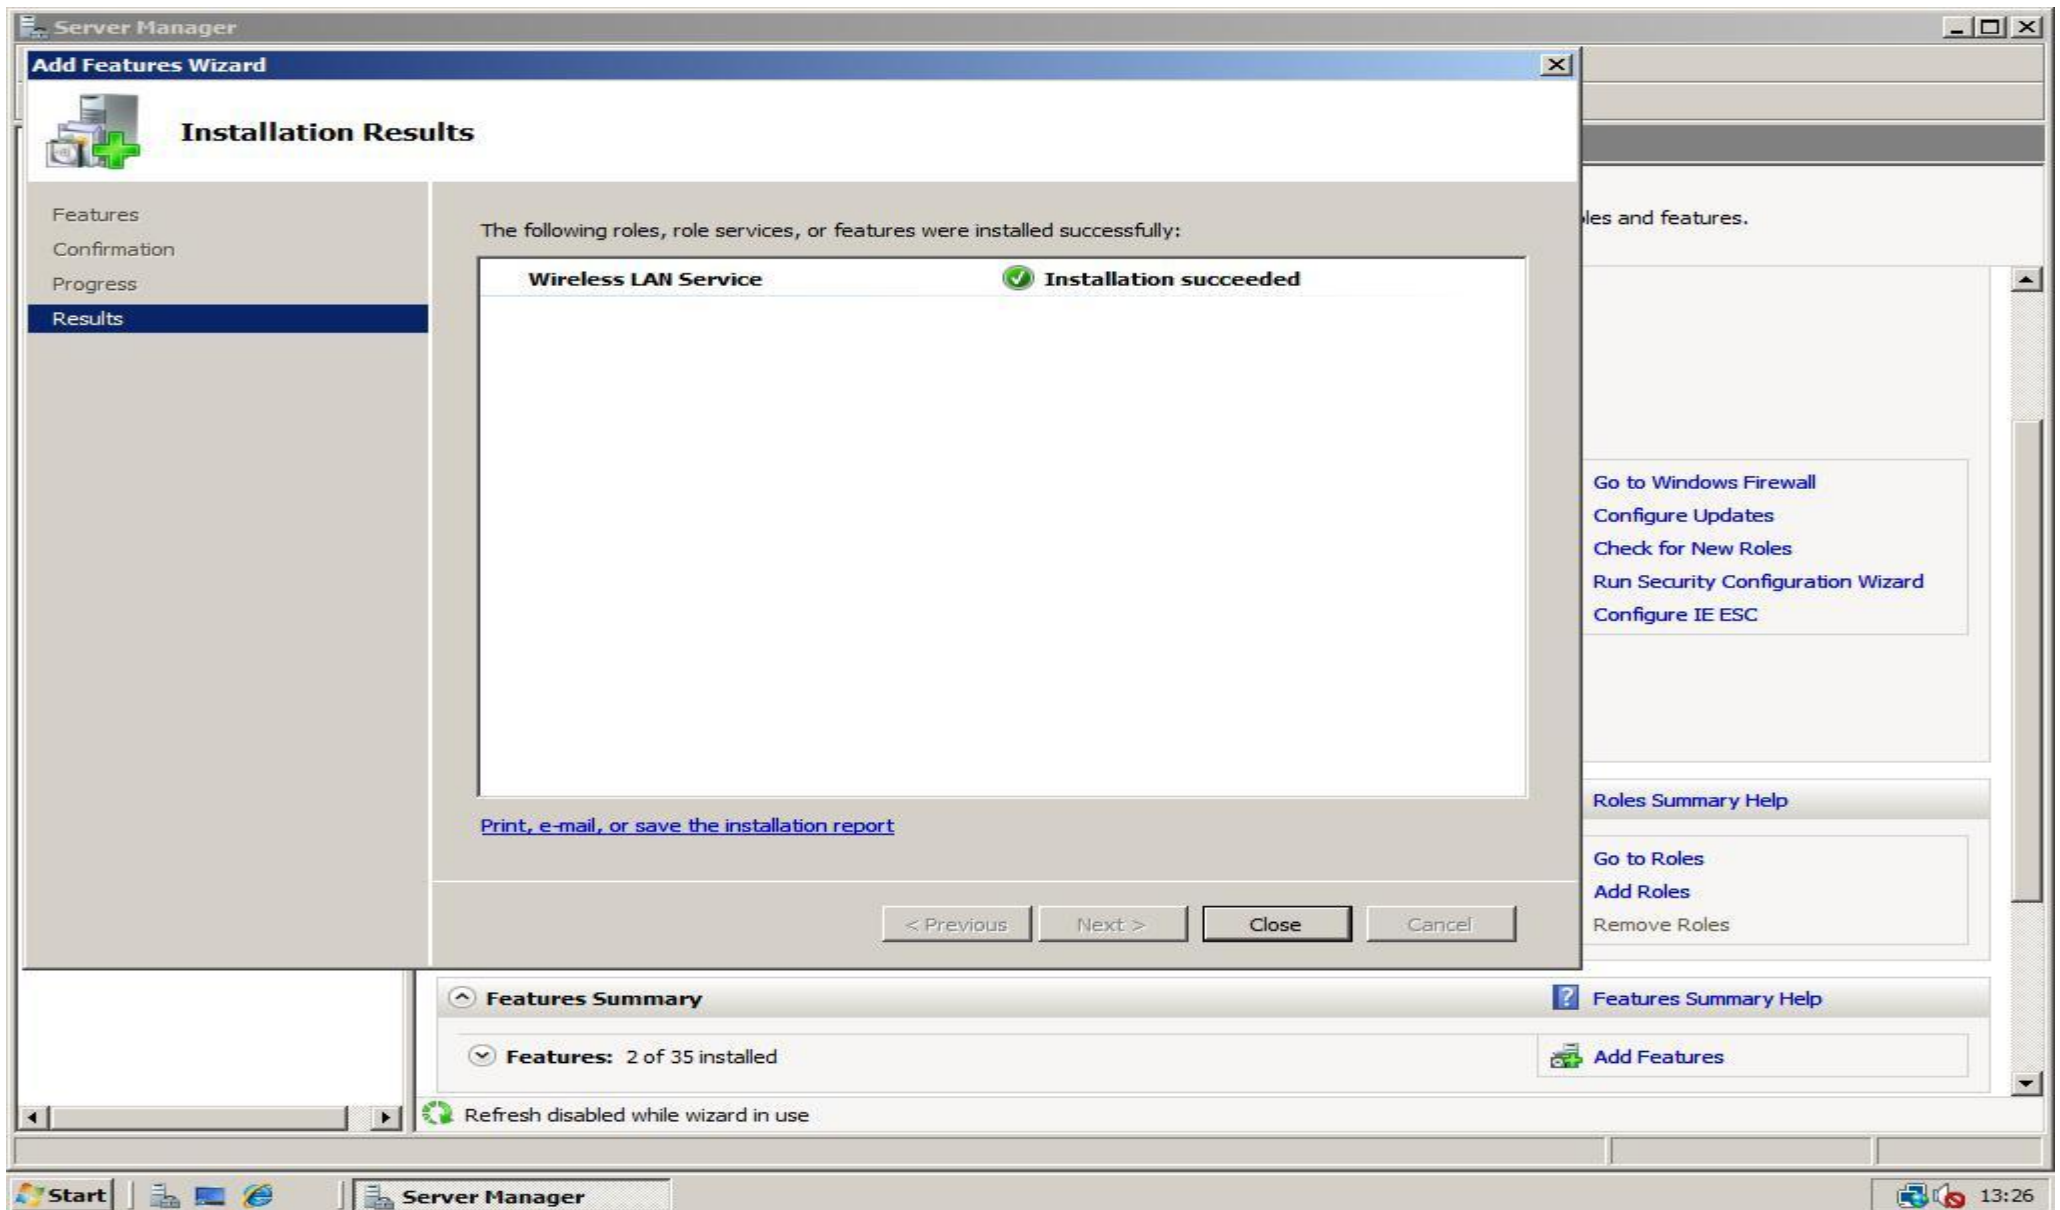 Server Manager
Add Features Wizard
Installation Results
Features
Confirmation
Progress
Results
The following roles, role services, or features were installed successfully:
Wireless LAN Service Installation succeeded
Print, e-mail, or save the installation report
< Previous Next > Close Cancel
les and features.
Go to Windows Firewall
Configure Updates
Check for New Roles
Run Security Configuration Wizard
Configure IE ESC
Roles Summary Help
Go to Roles
Add Roles
Remove Roles
Features Summary Features Summary Help
Features: 2 of 35 installed Add Features
Refresh disabled while wizard in use
Start Server Manager 13:26